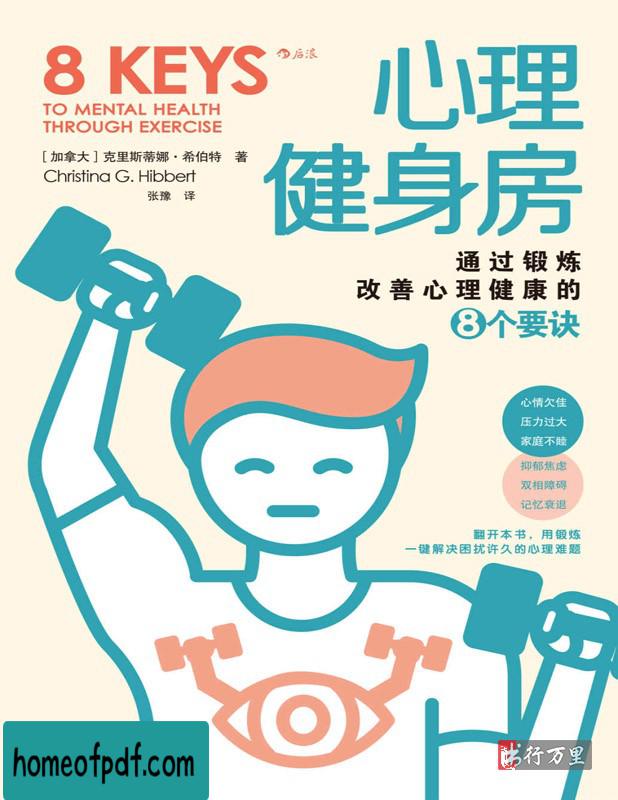 8 KEYS
TO MENTAL HEALTH
THROUGH EXERCISE
后浪
[加拿大]克里斯蒂娜·希伯特 著
Christina G. Hibbert
张豫 译
心理
健身房
通过锻炼
改善心理健康的
8个要诀
心情欠佳
压力过大
家庭不睦
抑郁焦虑
双相障碍
记忆衰退
翻开本书，用锻炼
一键解决困扰许久的心理难题
homeofpdf.com
书行万里